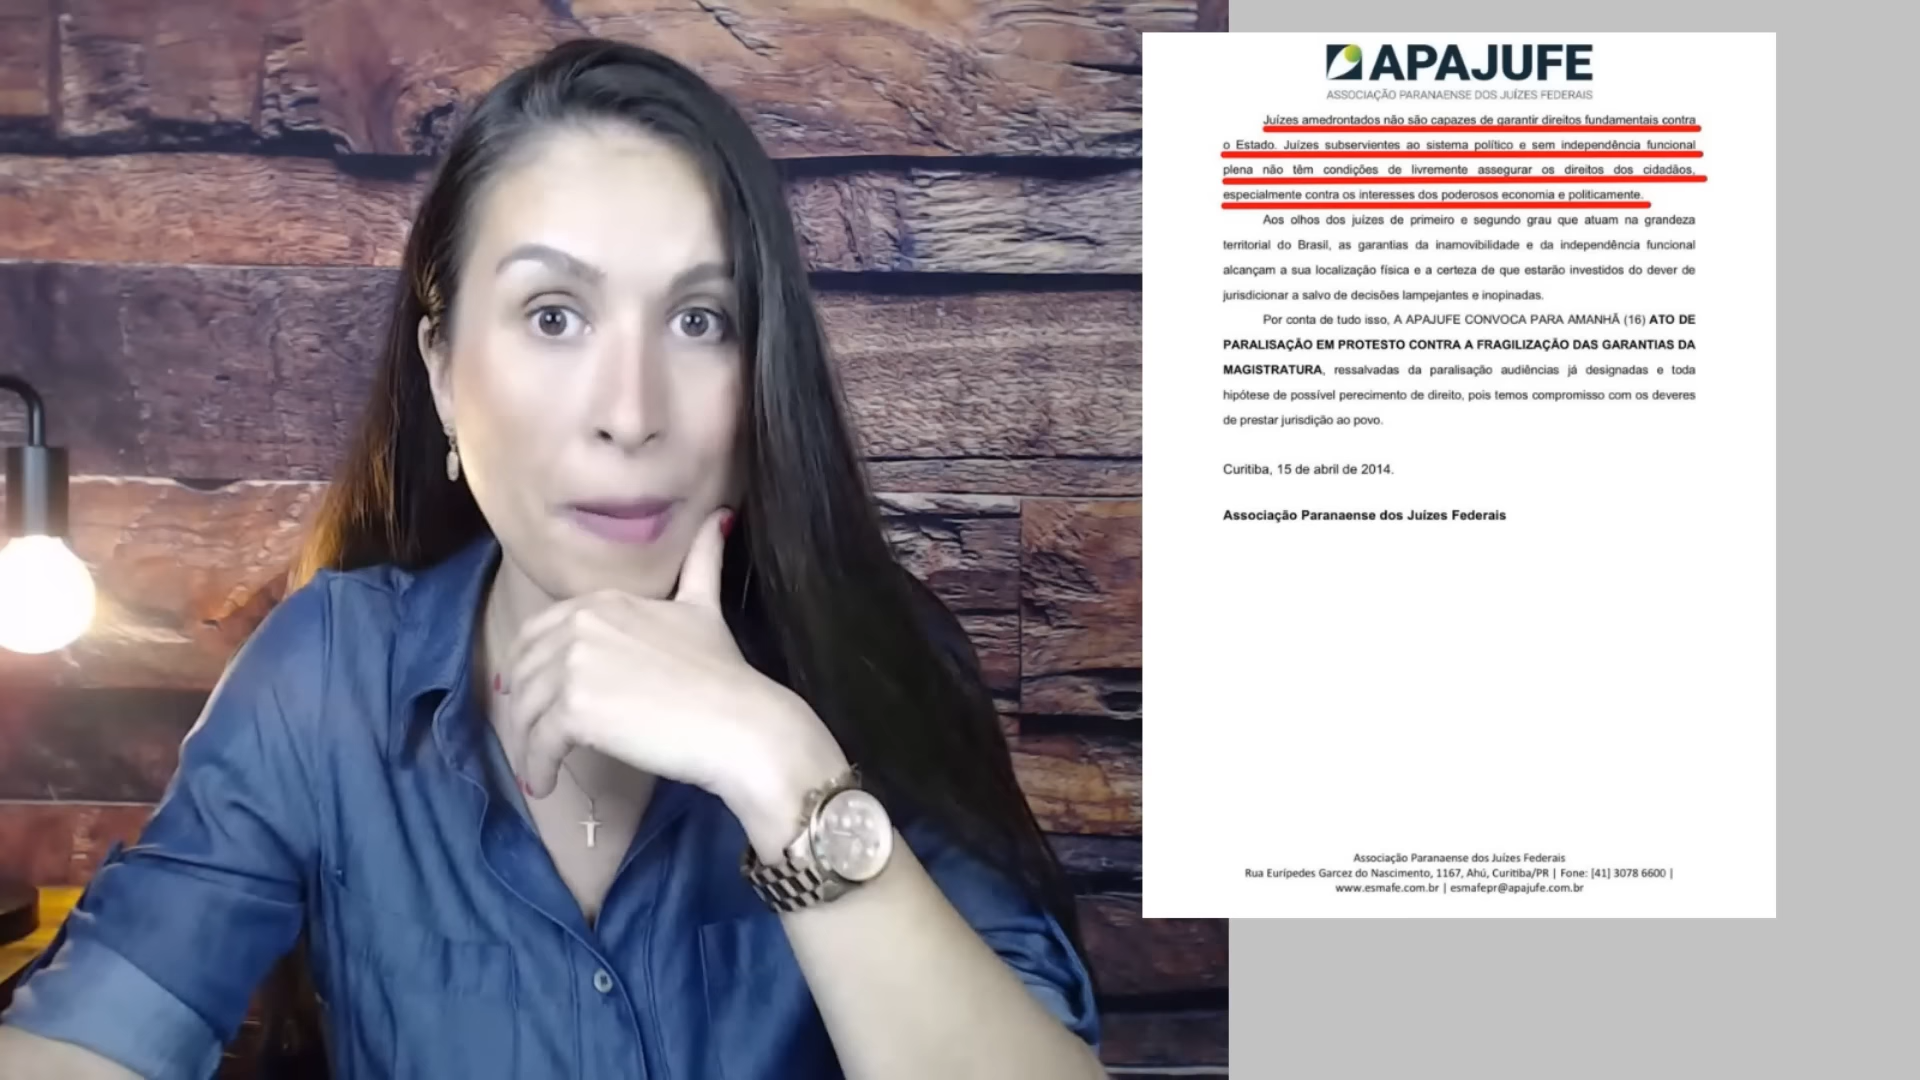 APAJUFE
ASSOCIAÇÃO PARANAENSE DOS JUÍZES FEDERAIS
Juízes amedrontados não são capazes de garantir direitos fundamentais contra
o Estado. Juízes subservientes ao sistema político e sem independência funcional
plena não têm condições de livremente assegurar os direitos dos cidadãos,
especialmente contra os interesses dos poderosos economia e politicamente.
Aos olhos dos juízes de primeiro e segundo grau que atuam na grandeza
territorial do Brasil, as garantias da inamovibilidade e da independência funcional
alcançam a sua localização física e a certeza de que estarão investidos do dever de
jurisdicionar a salvo de decisões lampejantes e inopinadas.
Por conta de tudo isso, A APAJUFE CONVOCA PARA AMANHÃ (16) ATO DE
PARALISAÇÃO EM PROTESTO CONTRA A FRAGILIZAÇÃO DAS GARANTIAS DA
MAGISTRATURA, ressalvadas da paralisação audiências já designadas e toda
hipótese de possível perecimento de direito, pois temos compromisso com os deveres
de prestar jurisdição ao povo.
Curitiba, 15 de abril de 2014.
Associação Paranaense dos Juízes Federais
Associação Paranaense dos Juízes Federais
Rua Eurípedes Garcez do Nascimento, 1167, Ahú, Curitiba/PR | Fone: [41] 3078 6600 |
www.esmafe.com.br | esmafepr@apajufe.com.br